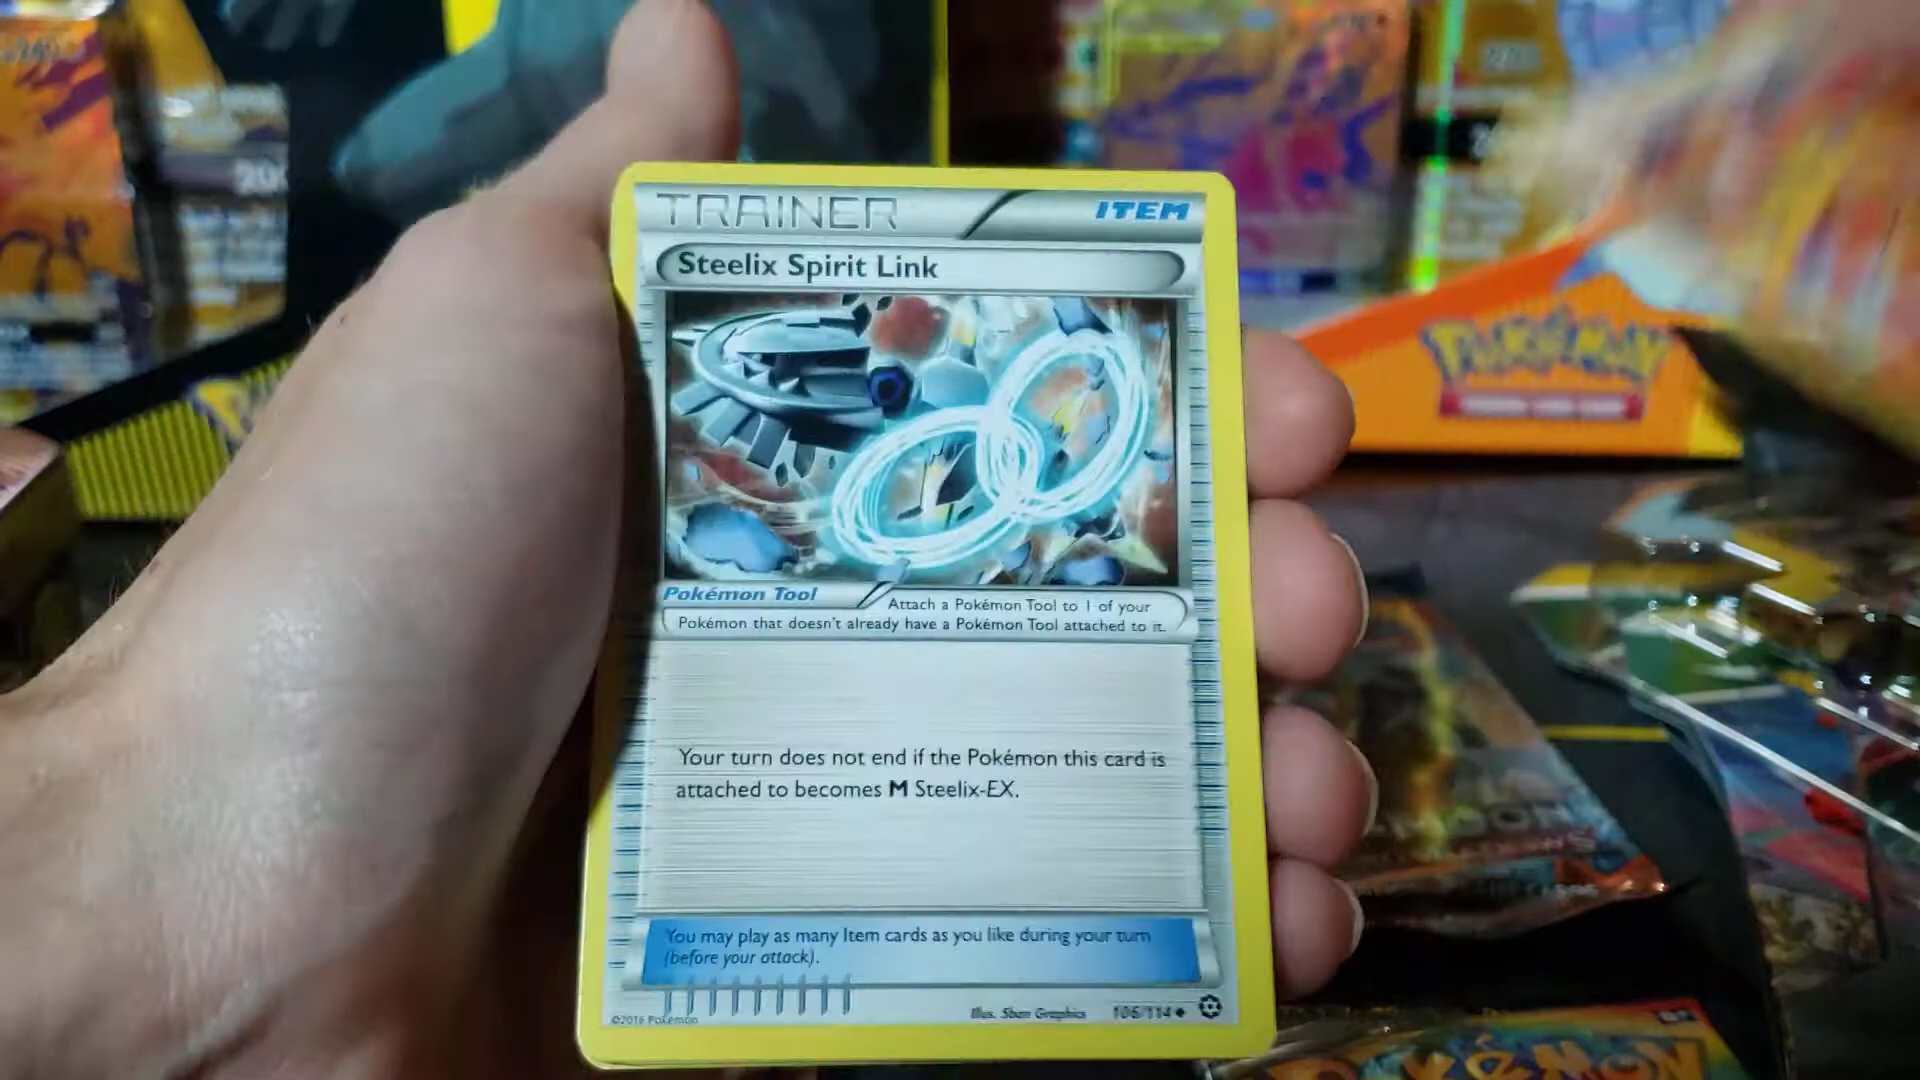 TRAINER
ITEM
Steelix Spirit Link
Pokémon Tool
Attach a Pokémon Tool to 1 of your
Pokémon that doesn't already have a Pokémon Tool attached to it.
Your turn does not end if the Pokémon this card is
attached to becomes M Steelix-EX.
You may play as many Item cards as you like during your turn
(before your attack).
©2016 Pokémon
Illus. 5ban Graphics
106/114
POKÉMON
POKÉMON